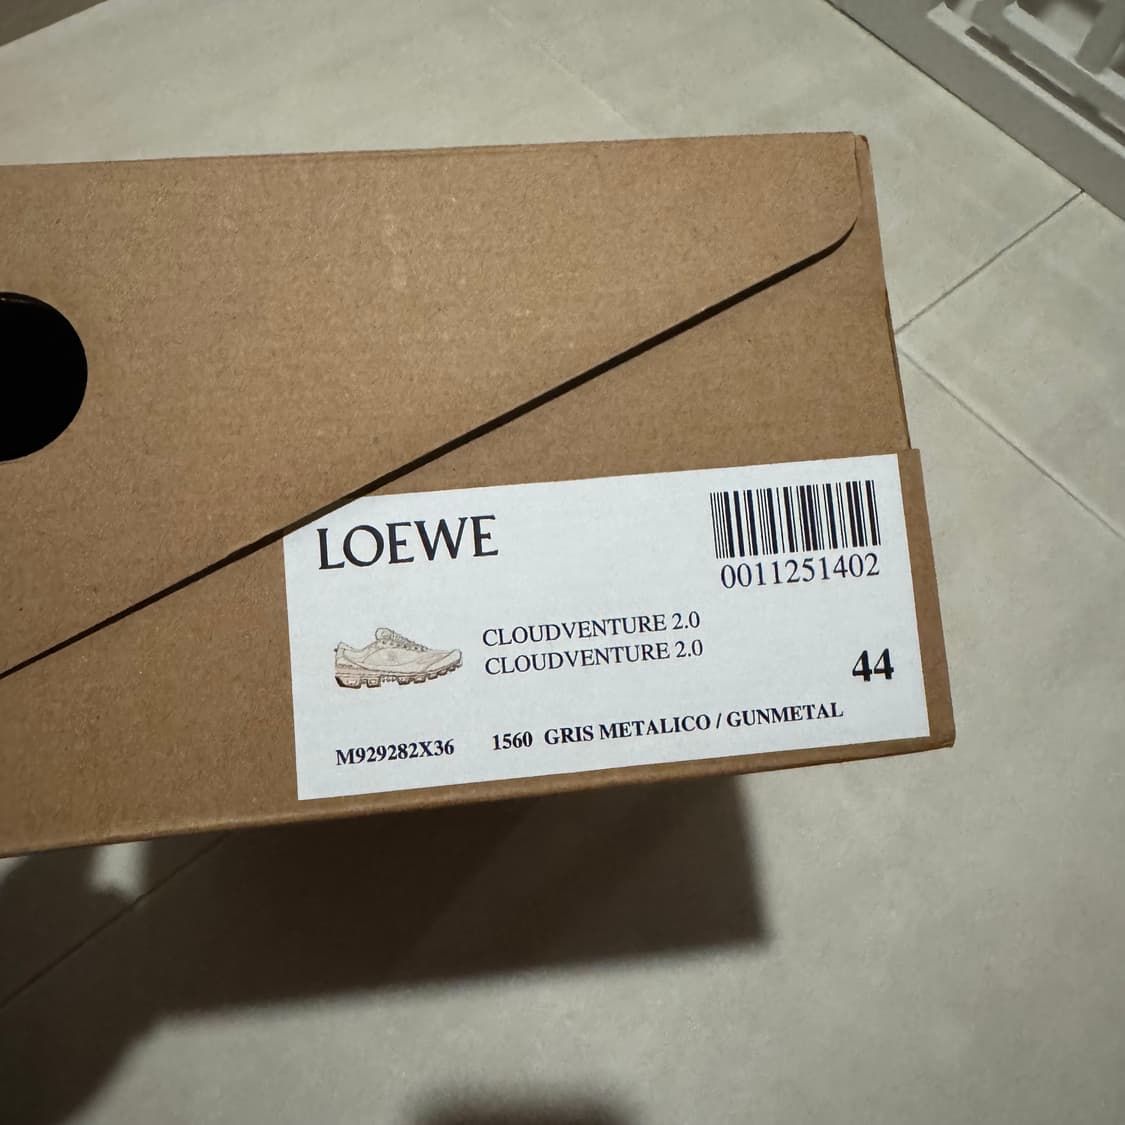 LOEWE
0011251402
CLOUDVENTURE 2.0
CLOUDVENTURE 2.0
44
M929282X36 1560 GRIS METALICO / GUNMETAL